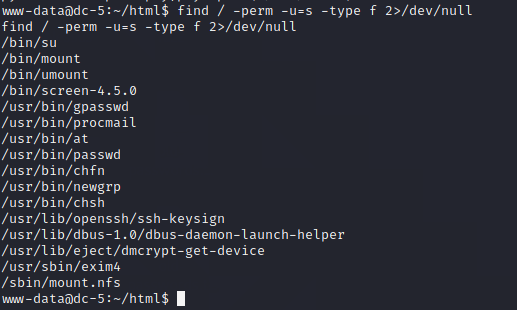 www-data@dc-5:~/html$ find / -perm -u=s -type f 2>/dev/null
find / -perm -u=s -type f 2>/dev/null
/bin/su
/bin/mount
/bin/umount
/bin/screen-4.5.0
/usr/bin/gpasswd
/usr/bin/procmail
/usr/bin/at
/usr/bin/passwd
/usr/bin/chfn
/usr/bin/newgrp
/usr/bin/chsh
/usr/lib/openssh/ssh-keysign
/usr/lib/dbus-1.0/dbus-daemon-launch-helper
/usr/lib/eject/dmcrypt-get-device
/usr/sbin/exim4
/sbin/mount.nfs
www-data@dc-5:~/html$